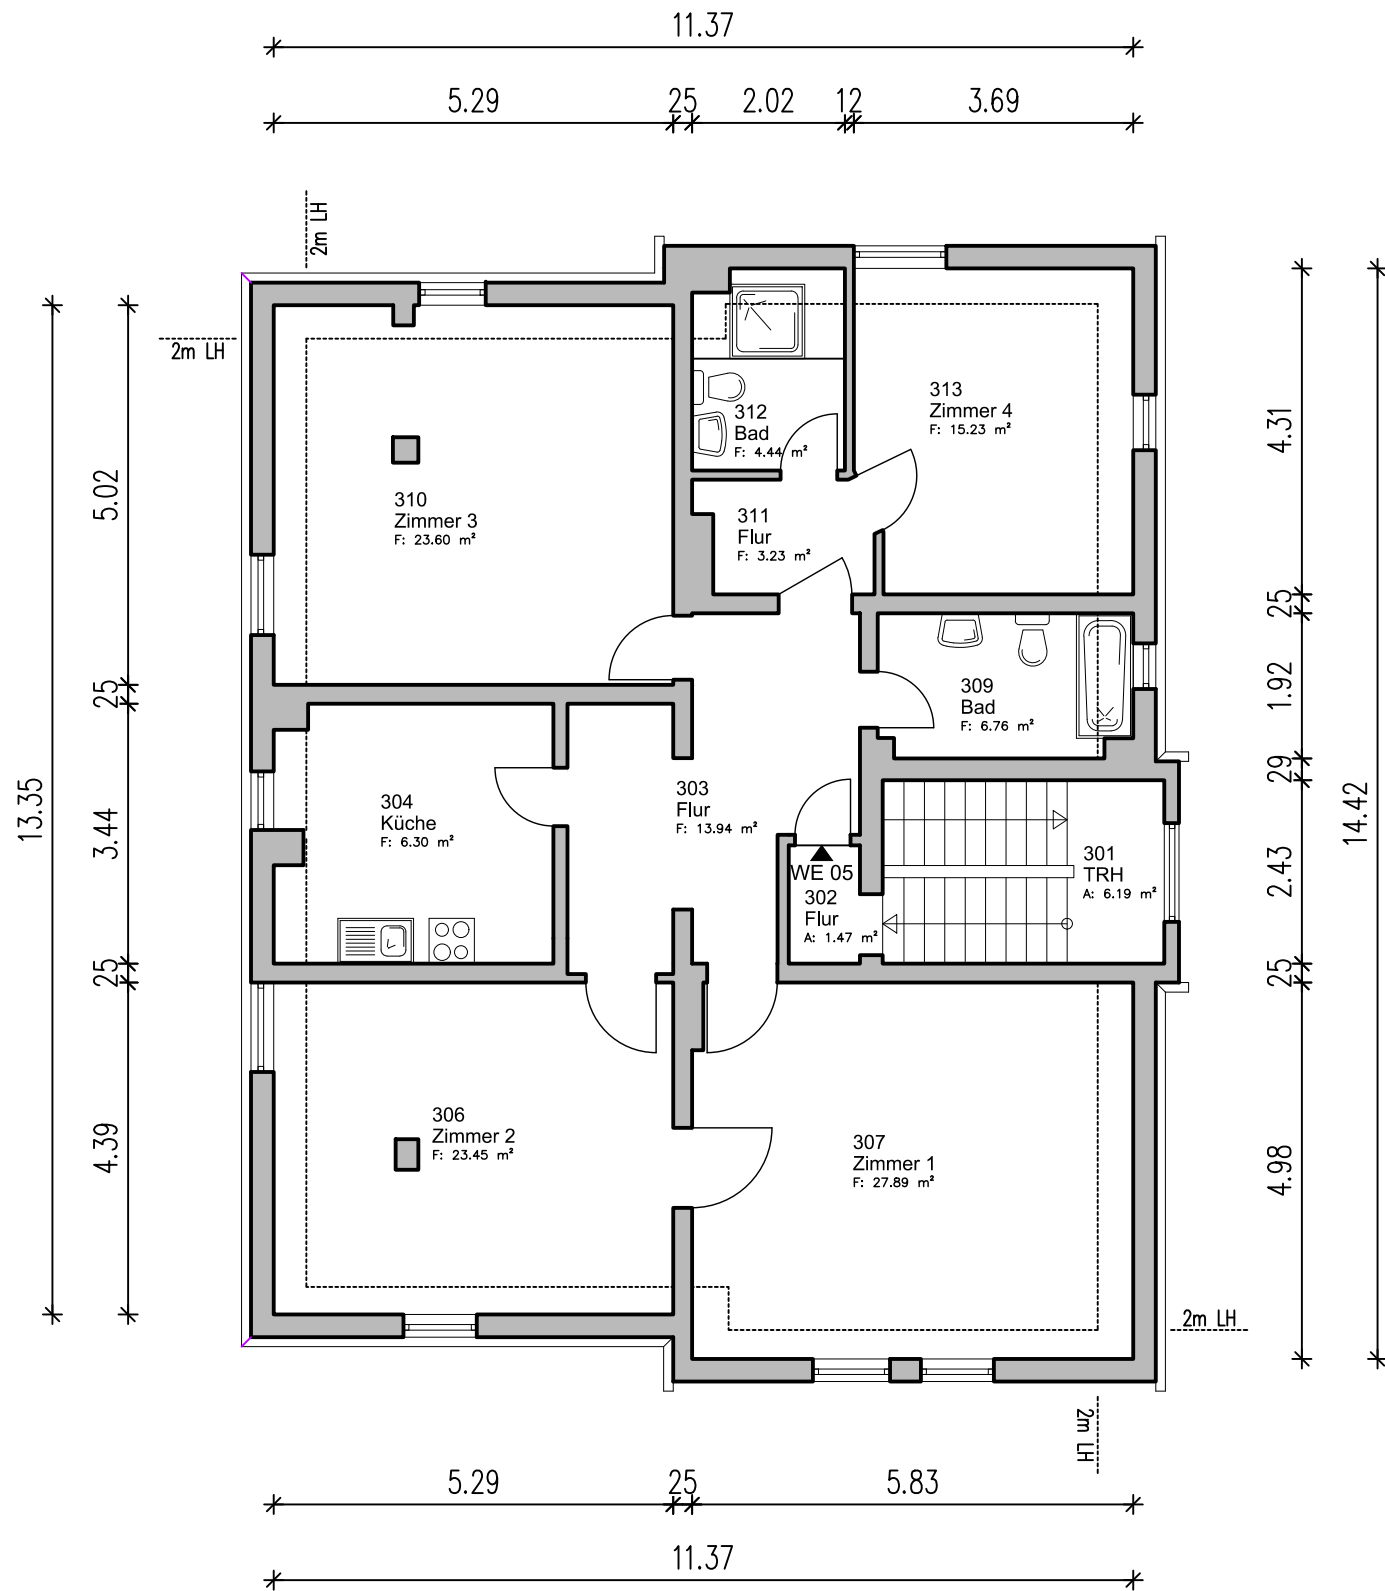 11.37
5.29 25 2.02 12 3.69
2m LH
2m LH
313
Zimmer 4
F: 15.23 m²
312
Bad
F: 4.44 m²
310
Zimmer 3
F: 23.60 m²
311
Flur
F: 3.23 m²
309
Bad
F: 6.76 m²
303
Flur
F: 13.94 m²
304
Küche
F: 6.30 m²
301
TRH
A: 6.19 m²
WE 05
302
Flur
A: 1.47 m²
306
Zimmer 2
F: 23.45 m²
307
Zimmer 1
F: 27.89 m²
2m LH
2m LH
13.35
5.02
25
3.44
25
4.39
4.31
25
1.92
29
2.43
25
4.98
14.42
5.29 25 5.83
11.37